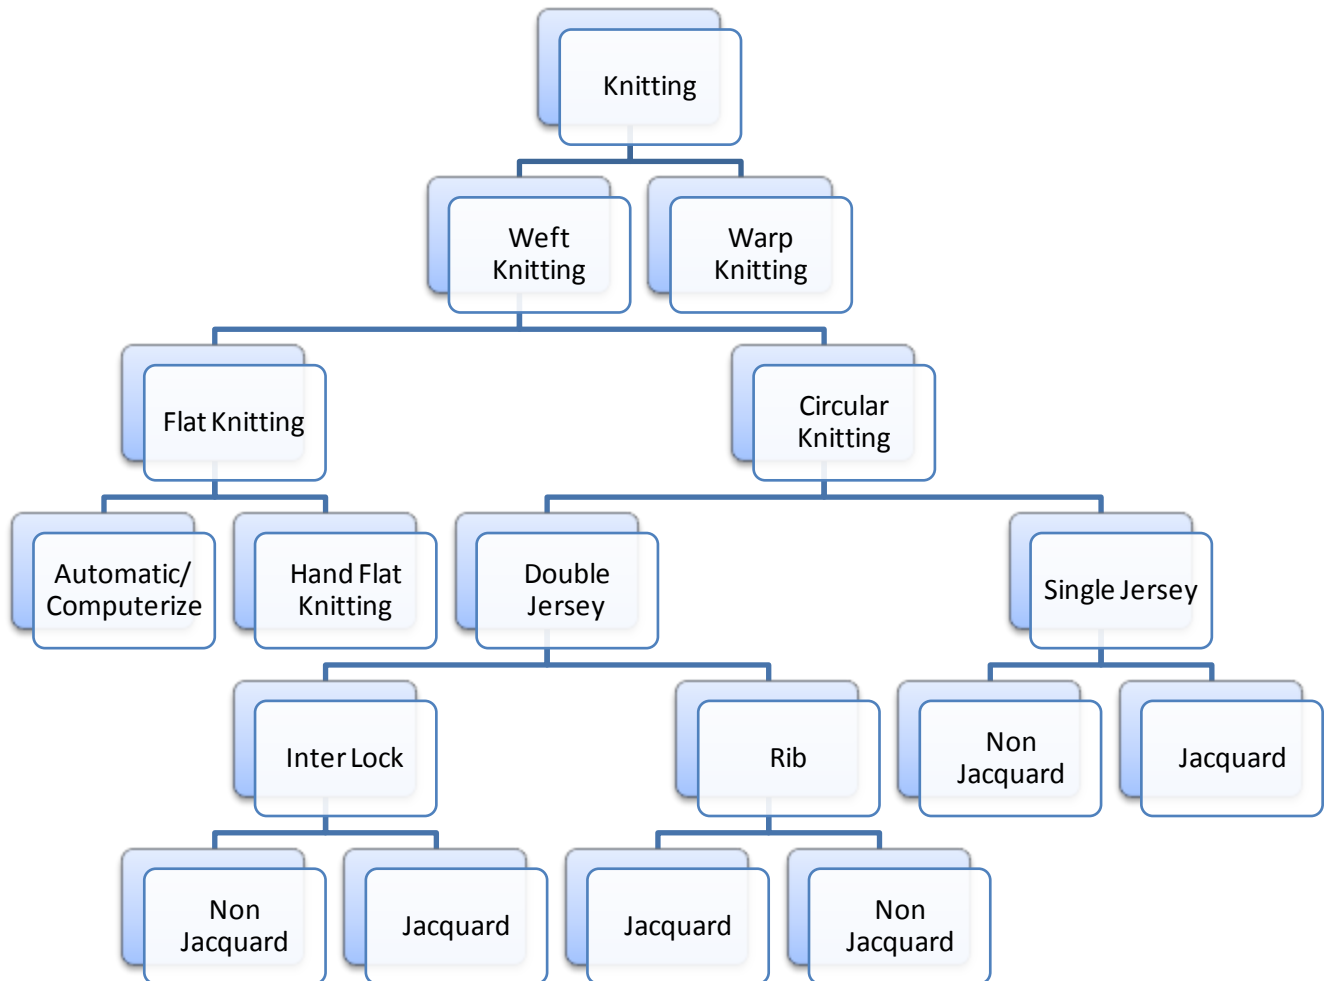 Knitting
Weft
Knitting
Warp
Knitting
Flat Knitting
Circular
Knitting
Automatic/
Computerize
Hand Flat
Knitting
Double
Jersey
Single Jersey
Inter Lock
Rib
Non
Jacquard
Jacquard
Non
Jacquard
Jacquard
Jacquard
Non
Jacquard